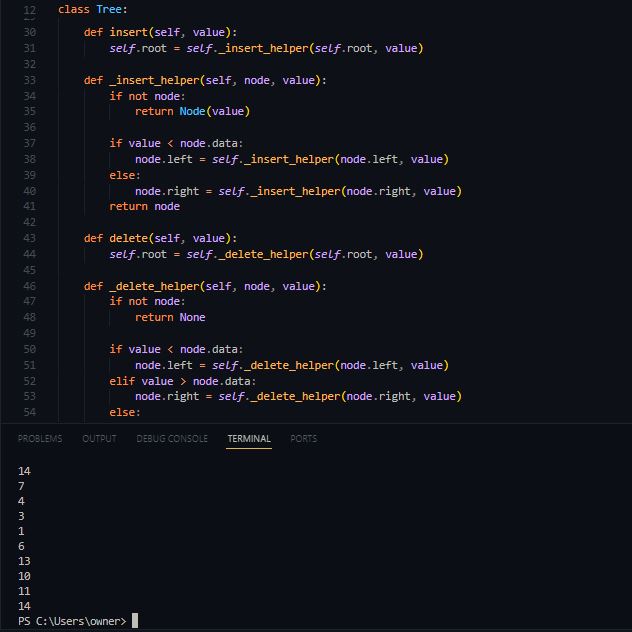 12 class Tree:
29
30 def insert(self, value):
31 self.root = self._insert_helper(self.root, value)
32
33 def _insert_helper(self, node, value):
34 if not node:
35 return Node(value)
36
37 if value < node.data:
38 node.left = self._insert_helper(node.left, value)
39 else:
40 node.right = self._insert_helper(node.right, value)
41 return node
42
43 def delete(self, value):
44 self.root = self._delete_helper(self.root, value)
45
46 def _delete_helper(self, node, value):
47 if not node:
48 return None
49
50 if value < node.data:
51 node.left = self._delete_helper(node.left, value)
52 elif value > node.data:
53 node.right = self._delete_helper(node.right, value)
54 else:
PROBLEMS OUTPUT DEBUG CONSOLE TERMINAL PORTS
14
7
4
3
1
6
13
10
11
14
PS C:\Users\owner>